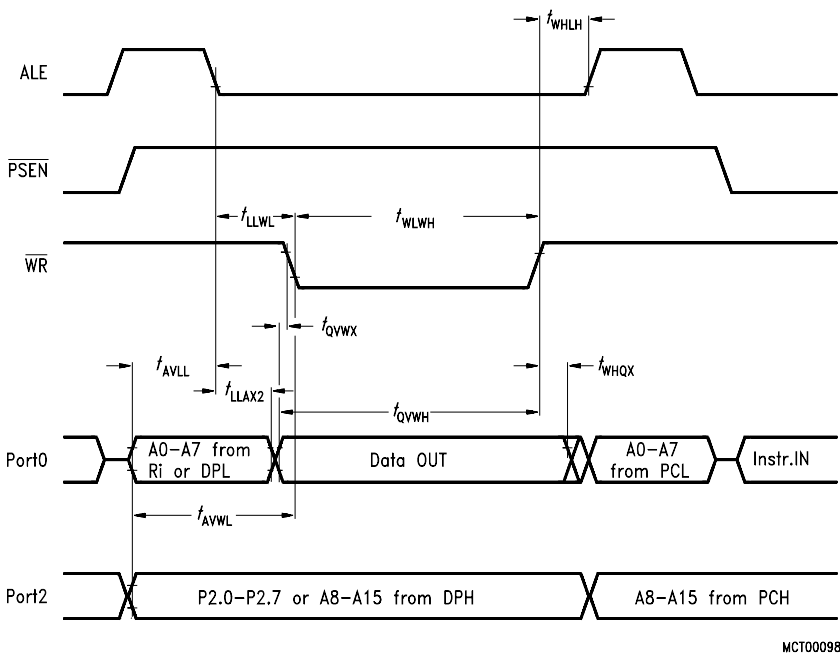 tWHLH
ALE
PSEN
tLLWL
tWLWH
WR
tQVWX
tAVLL
tLLAX2
tWHQX
tQVWH
Port0
A0-A7 from
Ri or DPL
Data OUT
A0-A7
from PCL
Instr.IN
tAVWL
Port2
P2.0-P2.7 or A8-A15 from DPH
A8-A15 from PCH
MCT00098